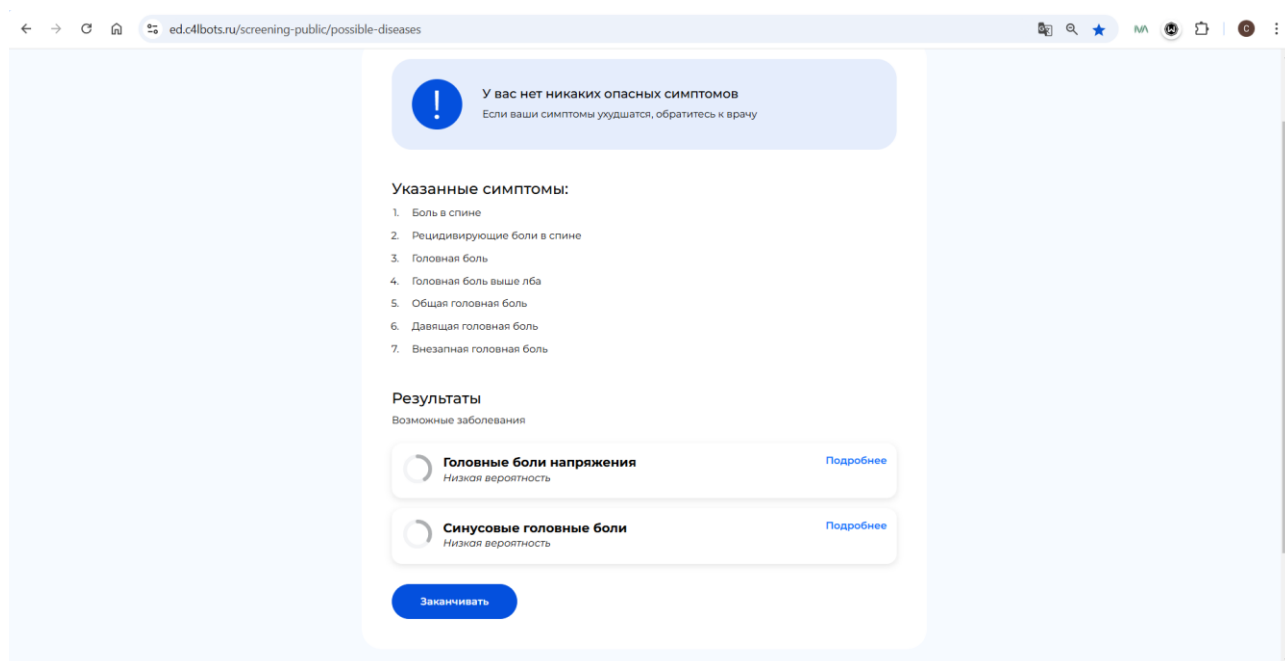 ed.c4lbots.ru/screening-public/possible-diseases
У вас нет никаких опасных симптомов
Если ваши симптомы ухудшатся, обратитесь к врачу
Указанные симптомы:
1. Боль в спине
2. Рецидивирующие боли в спине
3. Головная боль
4. Головная боль выше лба
5. Общая головная боль
6. Давящая головная боль
7. Внезапная головная боль
Результаты
Возможные заболевания
Головные боли напряжения
Подробнее
Низкая вероятность
Синусовые головные боли
Подробнее
Низкая вероятность
Заканчивать